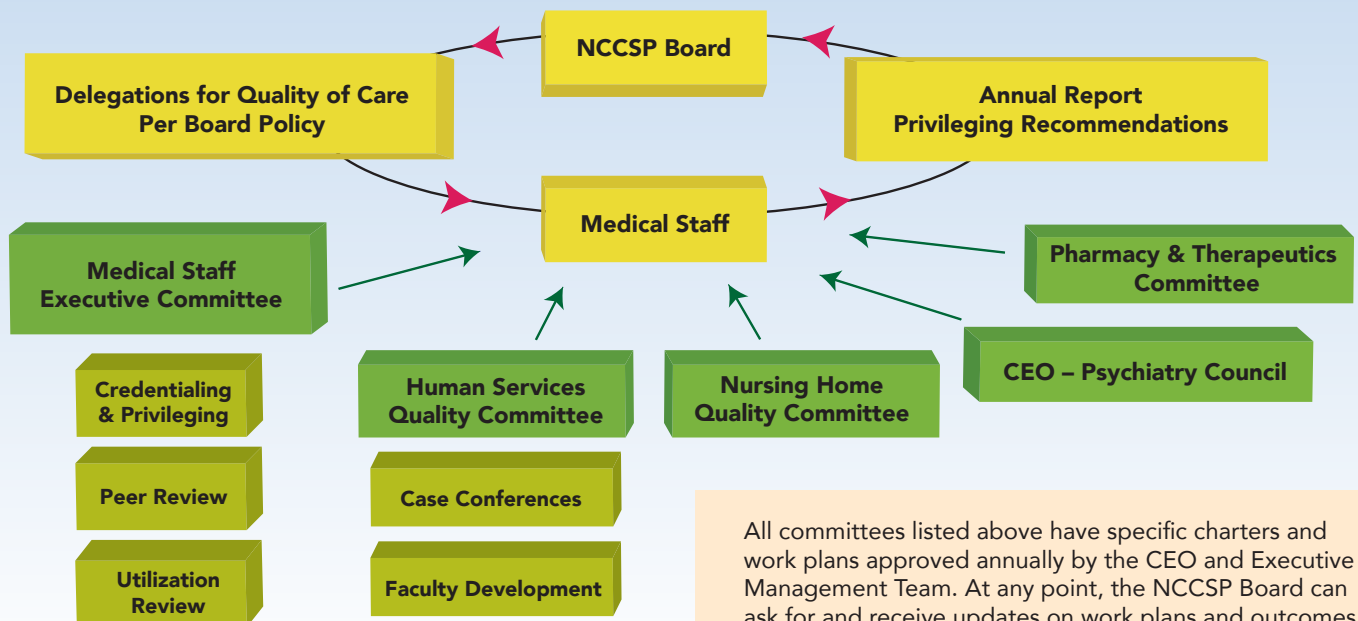 NCCSP Board
Delegations for Quality of Care
Per Board Policy
Annual Report
Privileging Recommendations
Medical Staff
Medical Staff
Executive Committee
Pharmacy & Therapeutics
Committee
CEO – Psychiatry Council
Human Services
Quality Committee
Nursing Home
Quality Committee
Credentialing
& Privileging
Peer Review
Utilization
Review
Case Conferences
Faculty Development
All committees listed above have specific charters and
work plans approved annually by the CEO and Executive
Management Team. At any point, the NCCSP Board can
ask for and receive updates on work plans and outcomes